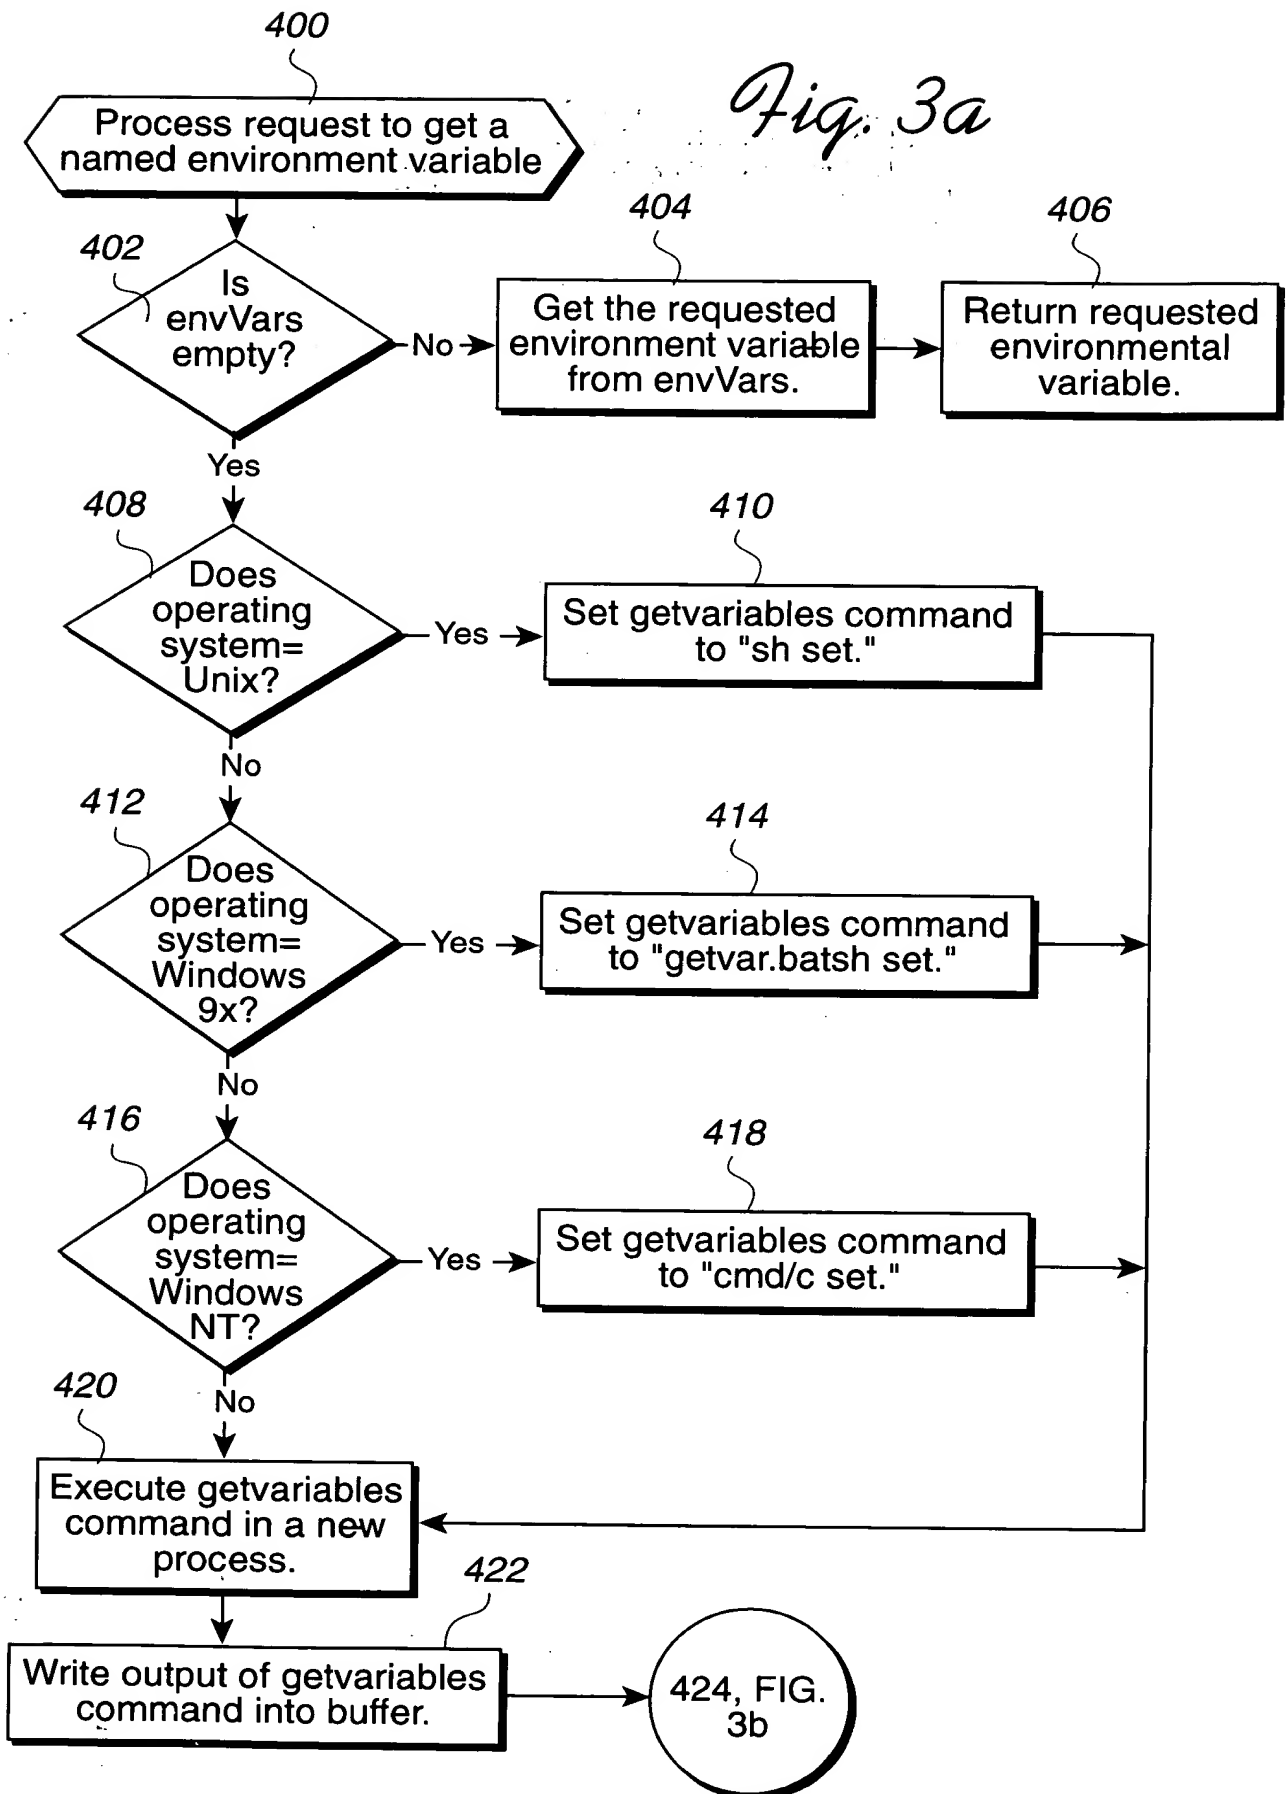 400
Fig. 3a
Process request to get a
named environment variable
402
Is
envVars
empty?
No
404
Get the requested
environment variable
from envVars.
406
Return requested
environmental
variable.
Yes
408
Does
operating
system=
Unix?
Yes
410
Set getvariables command
to "sh set."
No
412
Does
operating
system=
Windows
9x?
Yes
414
Set getvariables command
to "getvar.batsh set."
No
416
Does
operating
system=
Windows
NT?
Yes
418
Set getvariables command
to "cmd/c set."
No
420
Execute getvariables
command in a new
process.
422
Write output of getvariables
command into buffer.
424, FIG.
3b